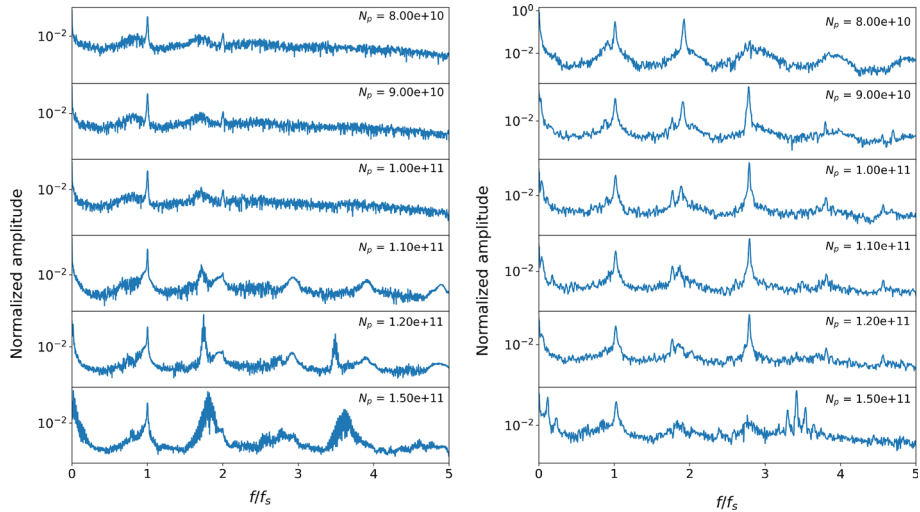 10⁻²
N_p = 8.00e+10
10⁻²
N_p = 9.00e+10
10⁻²
N_p = 1.00e+11
10⁻²
N_p = 1.10e+11
10⁻²
N_p = 1.20e+11
10⁻²
N_p = 1.50e+11
0 1 2 3 4 5
f/f_s
Normalized amplitude
10⁰
10⁻²
N_p = 8.00e+10
10⁻²
N_p = 9.00e+10
10⁻²
N_p = 1.00e+11
10⁻²
N_p = 1.10e+11
10⁻²
N_p = 1.20e+11
10⁻²
N_p = 1.50e+11
0 1 2 3 4 5
f/f_s
Normalized amplitude